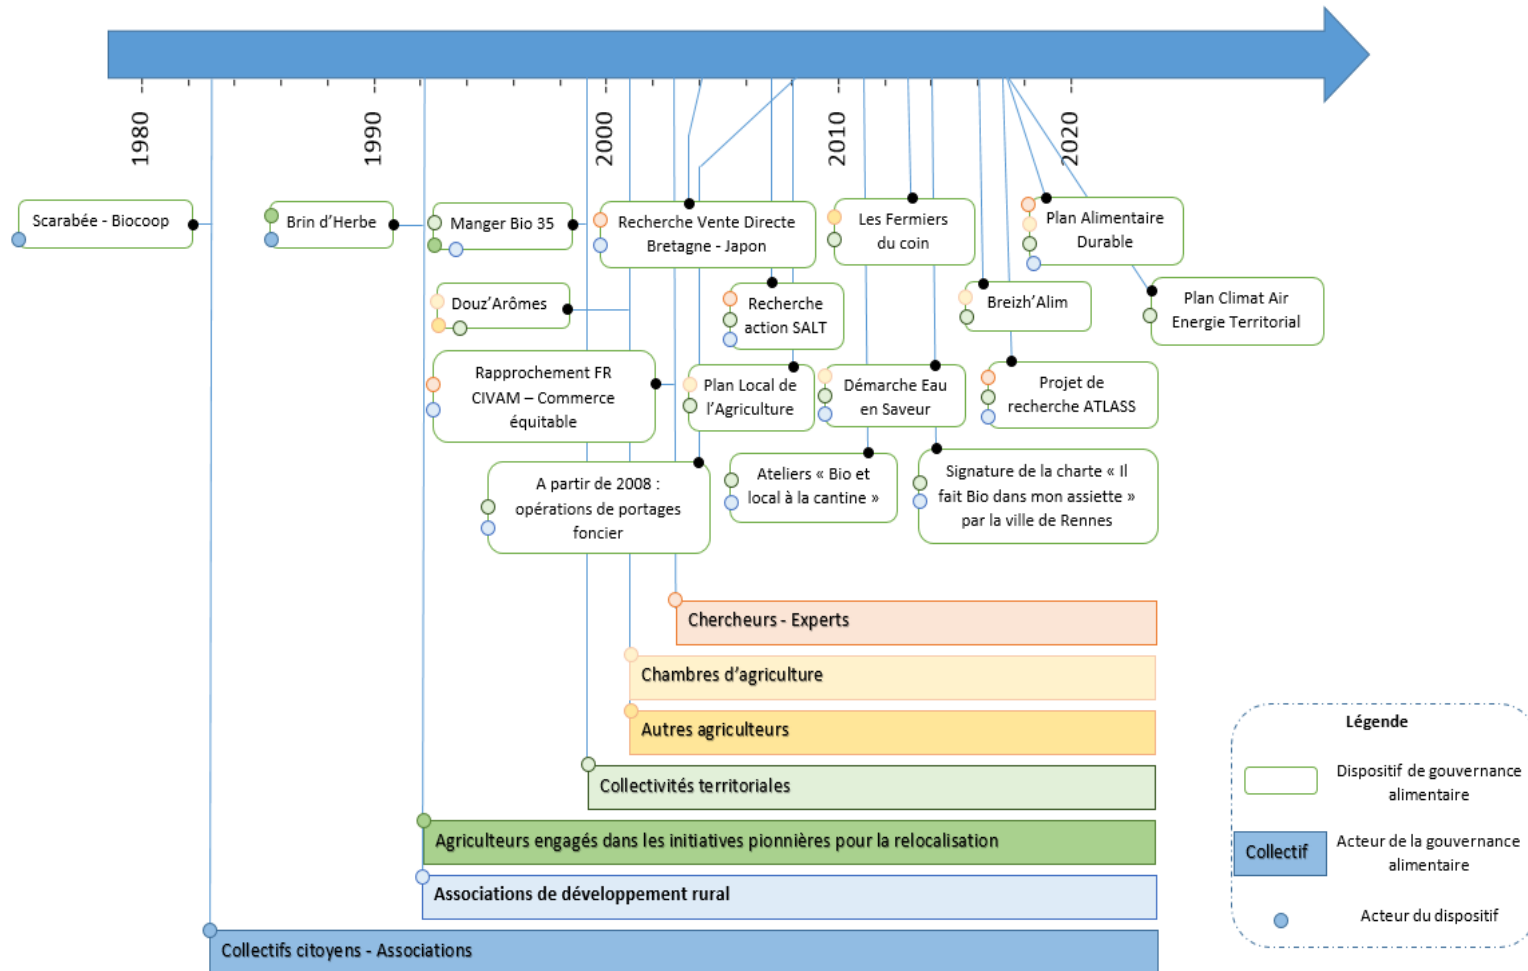 1980
1990
2000
2010
2020
Scarabée - Biocoop
Brin d’Herbe
Manger Bio 35
Recherche Vente Directe
Bretagne - Japon
Les Fermiers
du coin
Plan Alimentaire
Durable
Douz’Arômes
Recherche
action SALT
Breizh’Alim
Plan Climat Air
Energie Territorial
Rapprochement FR
CIVAM – Commerce
équitable
Plan Local de
l’Agriculture
Démarche Eau
en Saveur
Projet de
recherche ATLASS
A partir de 2008 :
opérations de portages
foncier
Ateliers « Bio et
local à la cantine »
Signature de la charte « Il
fait Bio dans mon assiette »
par la ville de Rennes
Chercheurs - Experts
Chambres d’agriculture
Autres agriculteurs
Collectivités territoriales
Agriculteurs engagés dans les initiatives pionnières pour la relocalisation
Associations de développement rural
Collectifs citoyens - Associations
Légende
Dispositif de gouvernance
alimentaire
Collectif
Acteur de la gouvernance
alimentaire
Acteur du dispositif